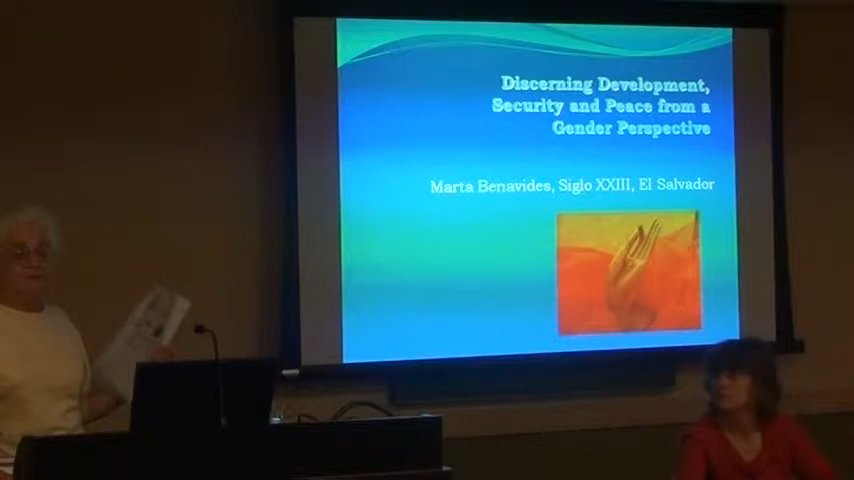 Discerning Development,
Security and Peace from a
Gender Perspective
Marta Benavides, Siglo XXIII, El Salvador